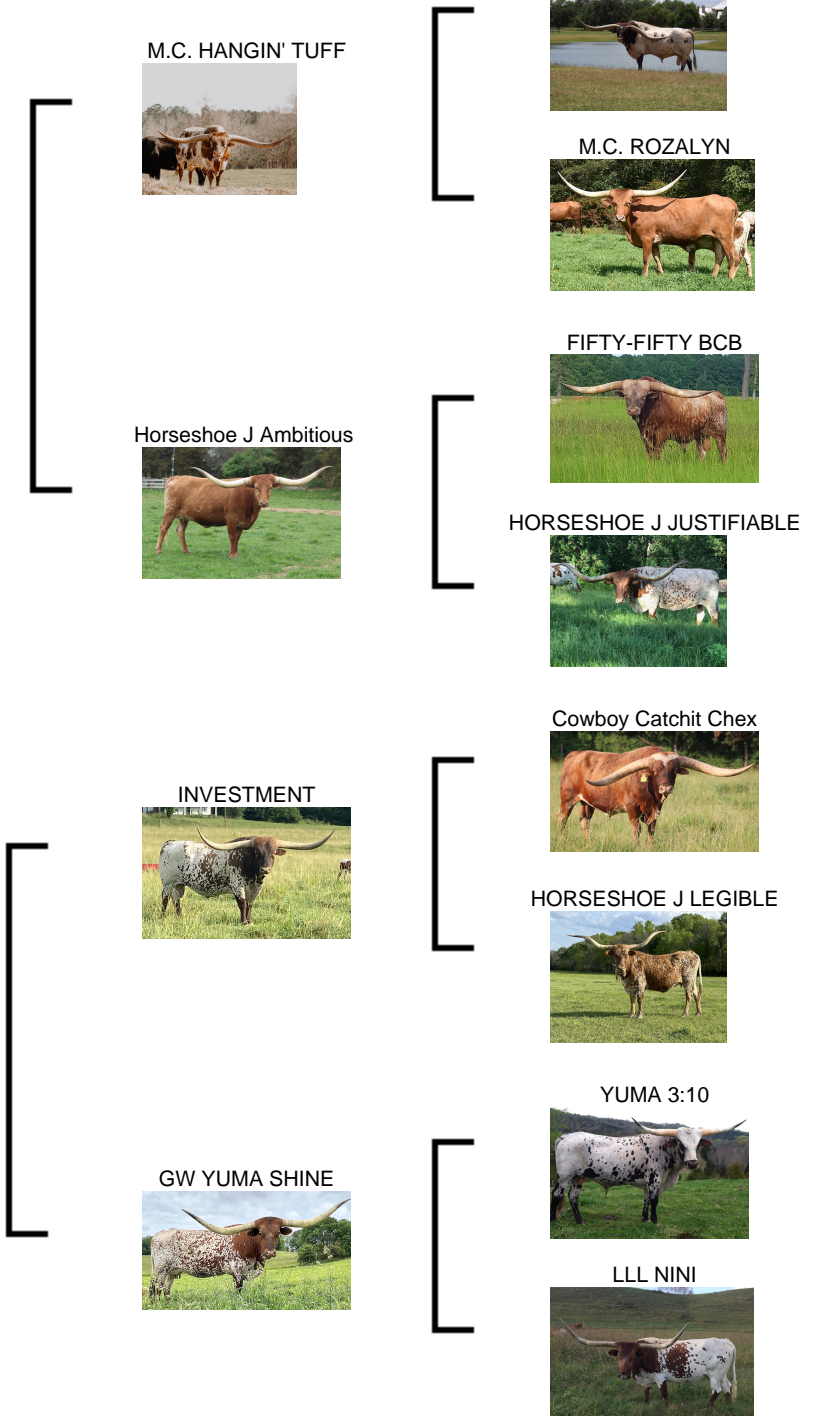 M.C. HANGIN' TUFF
M.C. ROZALYN
FIFTY-FIFTY BCB
Horseshoe J Ambitious
HORSESHOE J JUSTIFIABLE
Cowboy Catchit Chex
INVESTMENT
HORSESHOE J LEGIBLE
YUMA 3:10
GW YUMA SHINE
LLL NINI